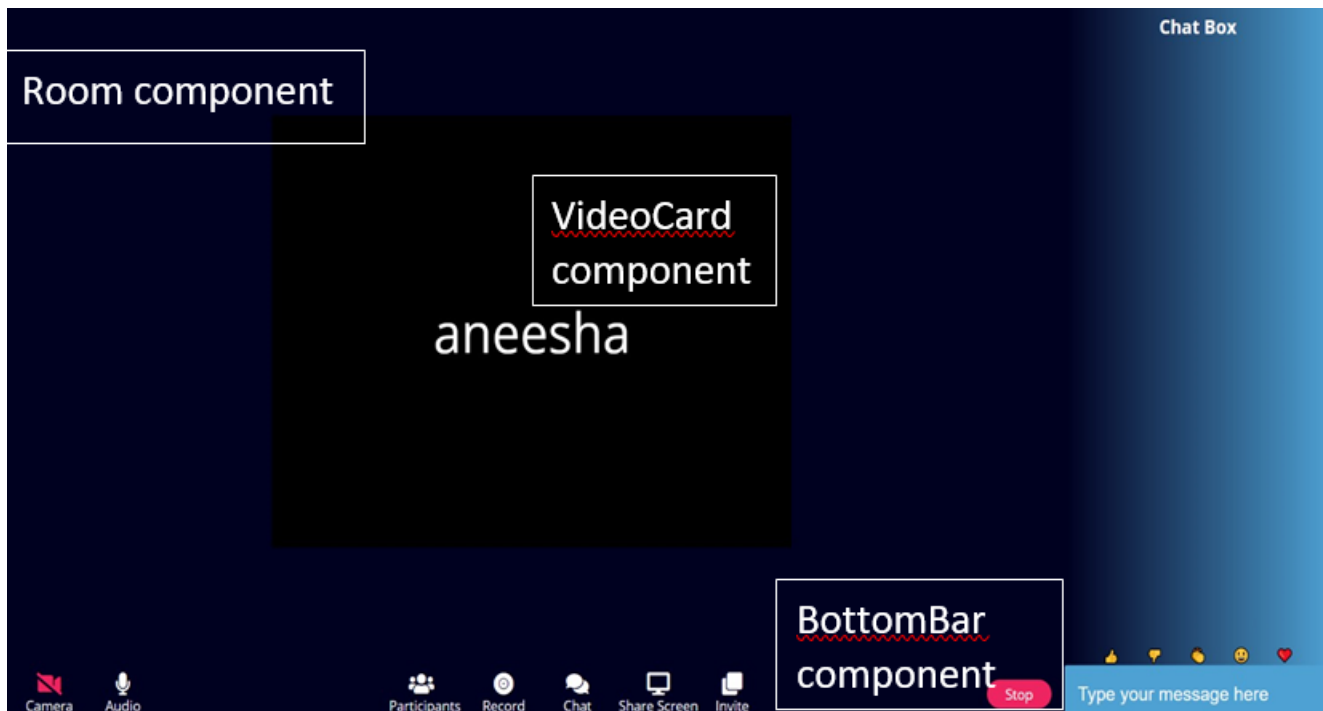 Chat Box
Room component
VideoCard
component
aneesha
BottomBar
component
Stop
Type your message here
Camera
Audio
Participants
Record
Chat
Share Screen
Invite